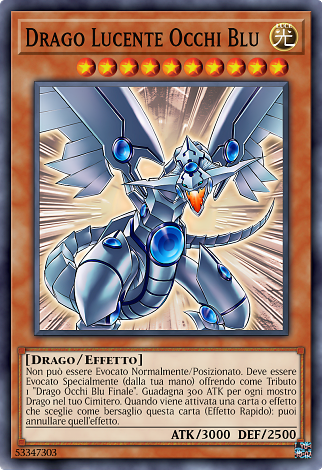 Drago Lucente Occhi Blu
光
[Drago/Effetto]
Non può essere Evocato Normalmente/Posizionato. Deve essere
Evocato Specialmente (dalla tua mano) offrendo come Tributo
1 "Drago Occhi Blu Finale". Guadagna 300 ATK per ogni mostro
Drago nel tuo Cimitero. Quando viene attivata una carta o effetto
che sceglie come bersaglio questa carta (Effetto Rapido): puoi
annullare quell'effetto.
ATK/3000 DEF/2500
53347303